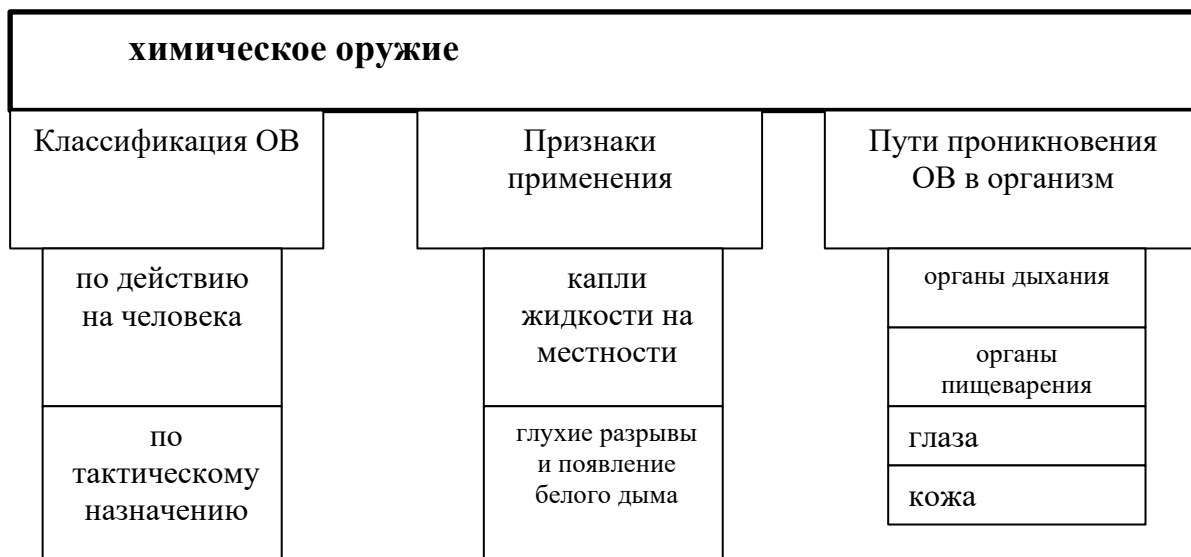 химическое оружие
Классификация ОВ
Признаки
применения
Пути проникновения
ОВ в организм
по действию
на человека
по
тактическому
назначению
капли
жидкости на
местности
глухие разрывы
и появление
белого дыма
органы дыхания
органы
пищеварения
глаза
кожа